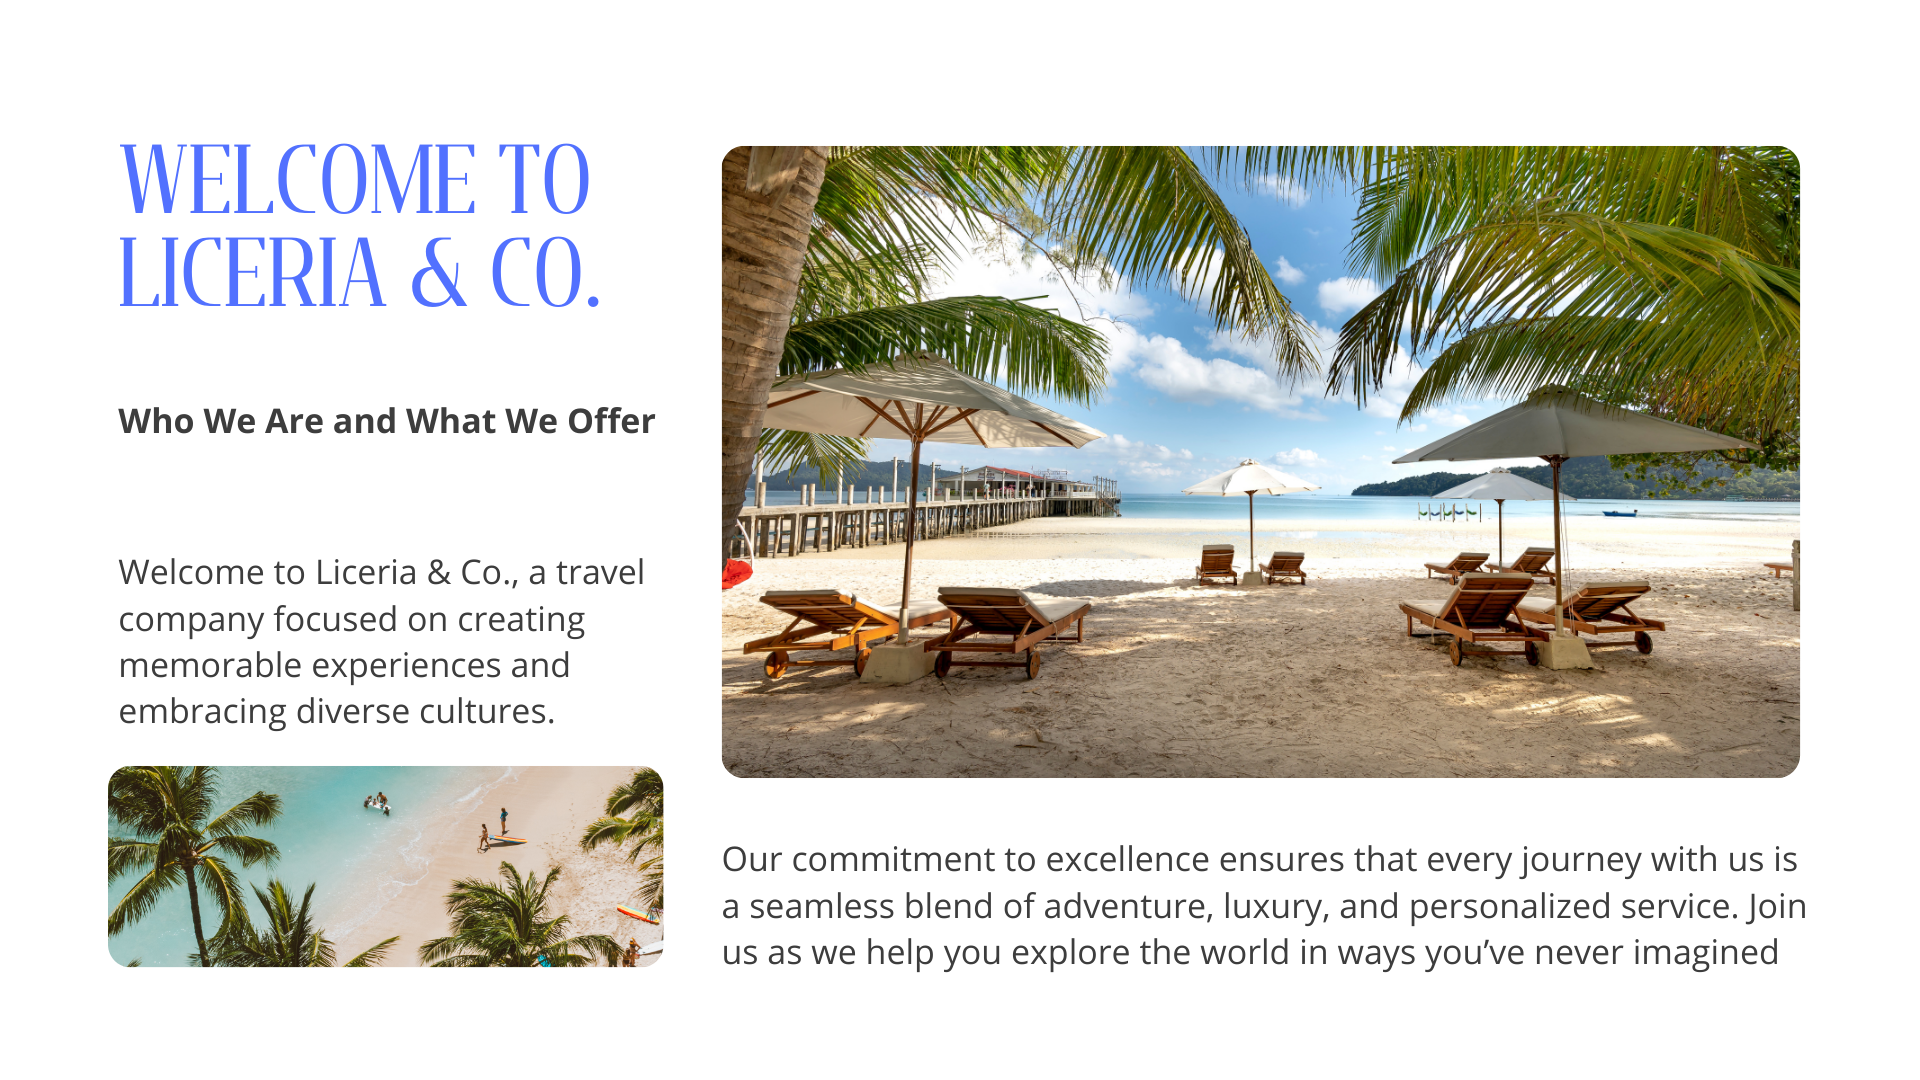 WELCOME TO
LICERIA & CO.
Who We Are and What We Offer
Welcome to Liceria & Co., a travel
company focused on creating
memorable experiences and
embracing diverse cultures.
Our commitment to excellence ensures that every journey with us is
a seamless blend of adventure, luxury, and personalized service. Join
us as we help you explore the world in ways you’ve never imagined